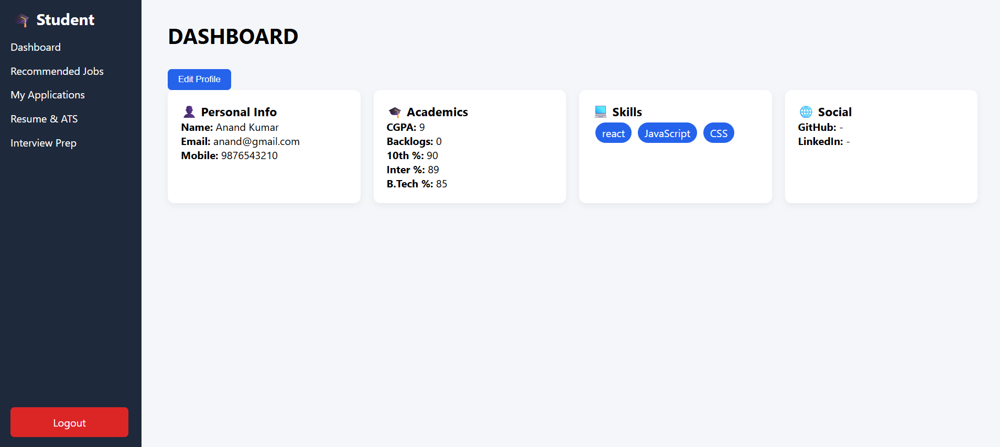 Student
Dashboard
Recommended Jobs
My Applications
Resume & ATS
Interview Prep
Logout
DASHBOARD
Edit Profile
Personal Info
Name: Anand Kumar
Email: anand@gmail.com
Mobile: 9876543210
Academics
CGPA: 9
Backlogs: 0
10th %: 90
Inter %: 89
B.Tech %: 85
Skills
react JavaScript CSS
Social
GitHub: -
LinkedIn: -